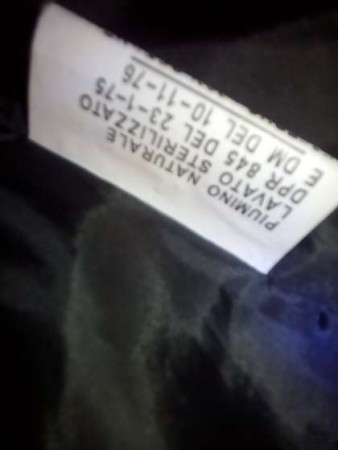 PIUMINO NATURALE
LAVATO STERILIZZATO
DPR 845 DEL 23-1-75
E DM DEL 10-11-76